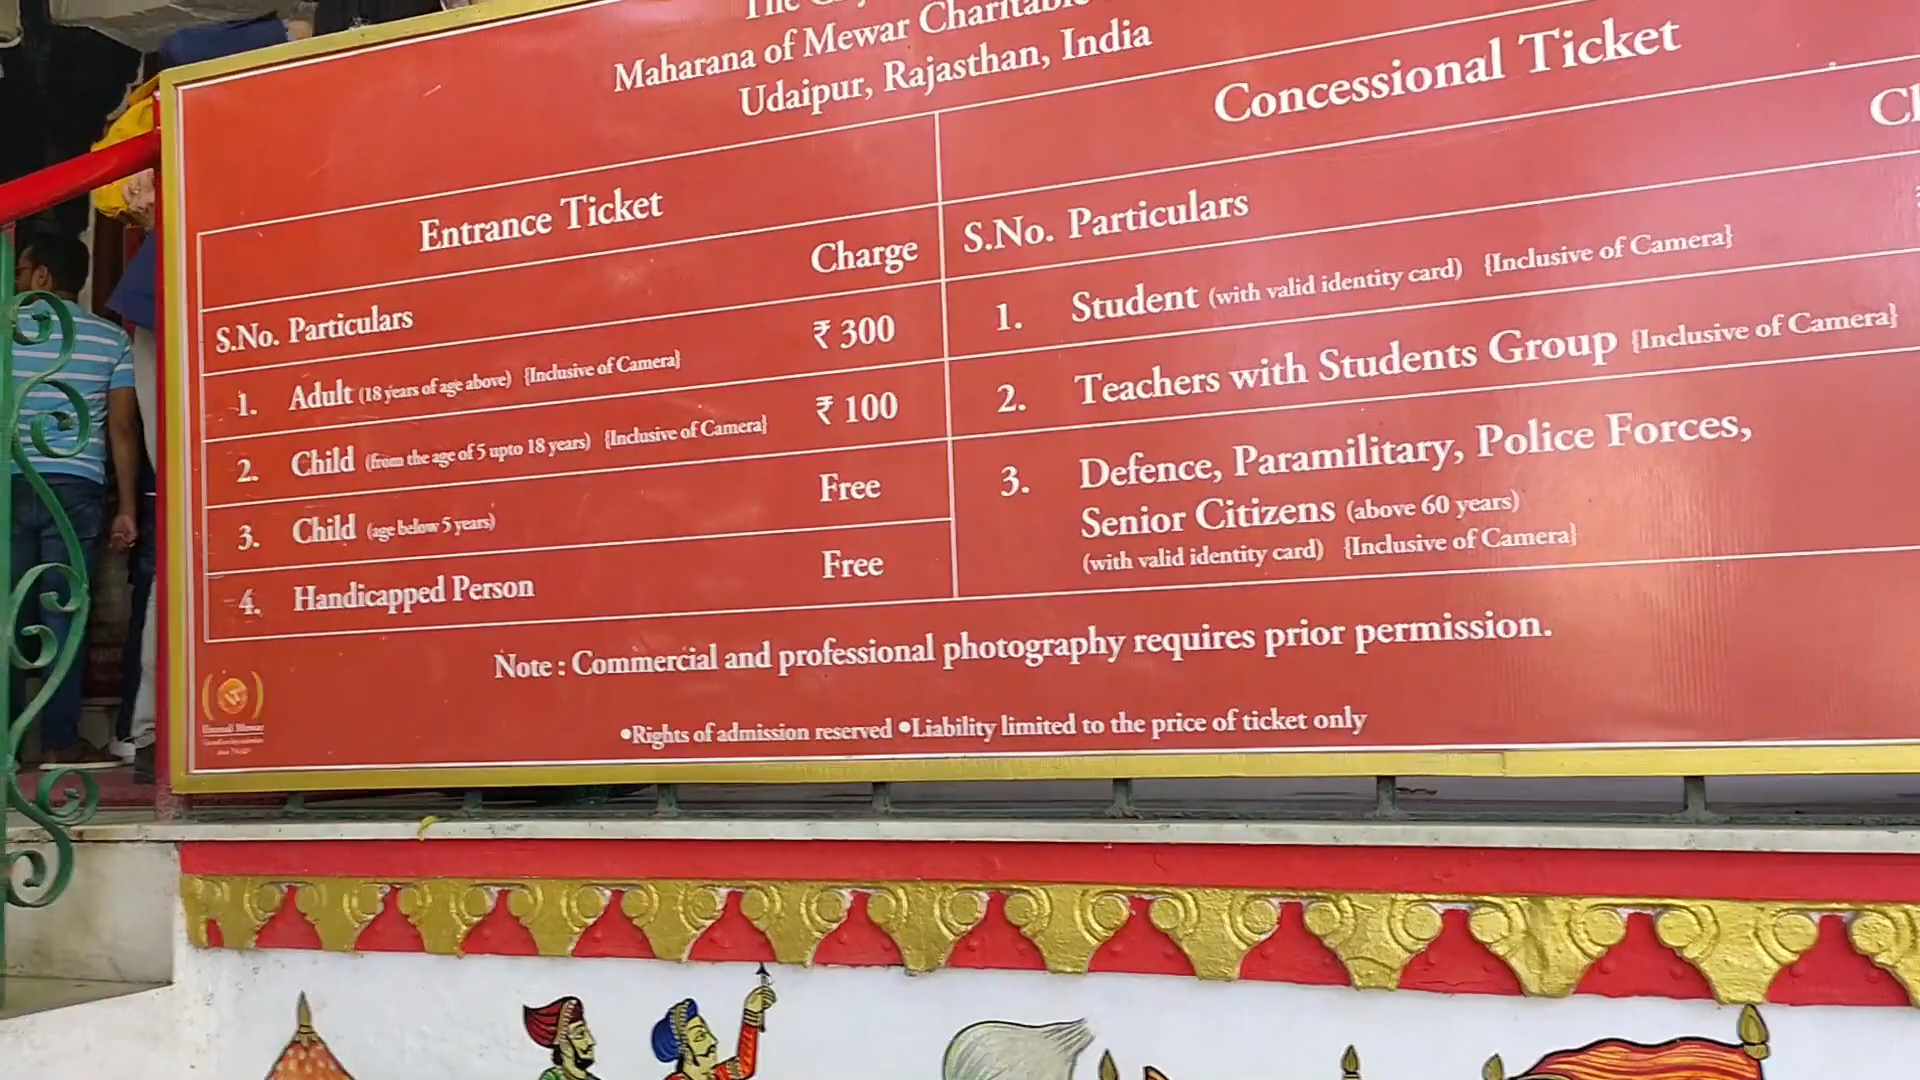 Maharana of Mewar Charitable
Udaipur, Rajasthan, India
Entrance Ticket
S.No. Particulars Charge
1. Adult (18 years of age above) {Inclusive of Camera} ₹ 300
2. Child (from the age of 5 upto 18 years) {Inclusive of Camera} ₹ 100
3. Child (age below 5 years) Free
4. Handicapped Person Free
Concessional Ticket
S.No. Particulars
1. Student (with valid identity card) {Inclusive of Camera}
2. Teachers with Students Group {Inclusive of Camera}
3. Defence, Paramilitary, Police Forces,
Senior Citizens (above 60 years)
(with valid identity card) {Inclusive of Camera}
Note : Commercial and professional photography requires prior permission.
•Rights of admission reserved •Liability limited to the price of ticket only